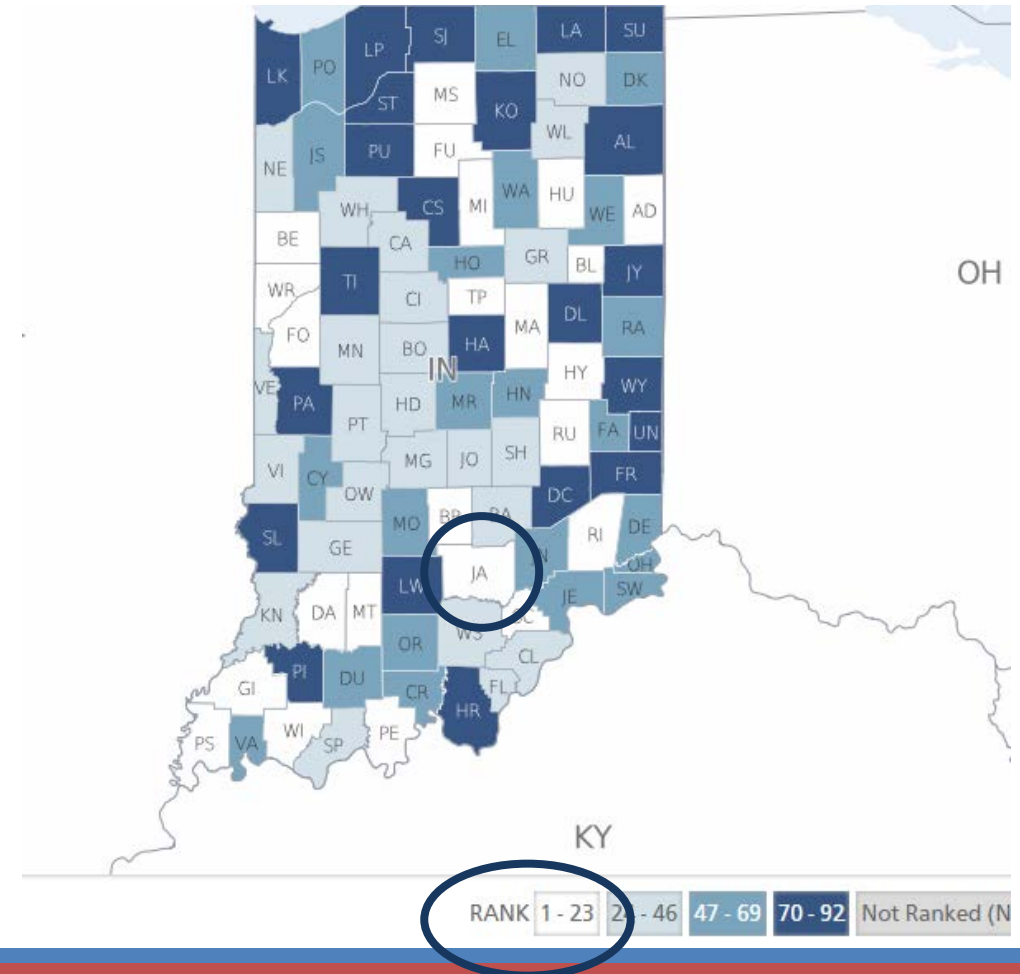 LK PO LP SJ EL LA SU
ST MS KO NO DK
NE JS PU FU WL AL
WH CS MI WA HU WE AD
BE CA HO GR BL JY OH
WR TI CI TP MA DL RA
FO MN BO HA HY WY
IN
VE PA PT HD MR HN RU FA UN
VI CY OW MG JO SH DC FR
SL GE MO BR RI DE
JA JE OH SW
KN DA MT LW WS CL
GI PI DU OR CR HR FL
PS VA WI SP PE
KY
RANK 1 - 23 24 - 46 47 - 69 70 - 92 Not Ranked (N